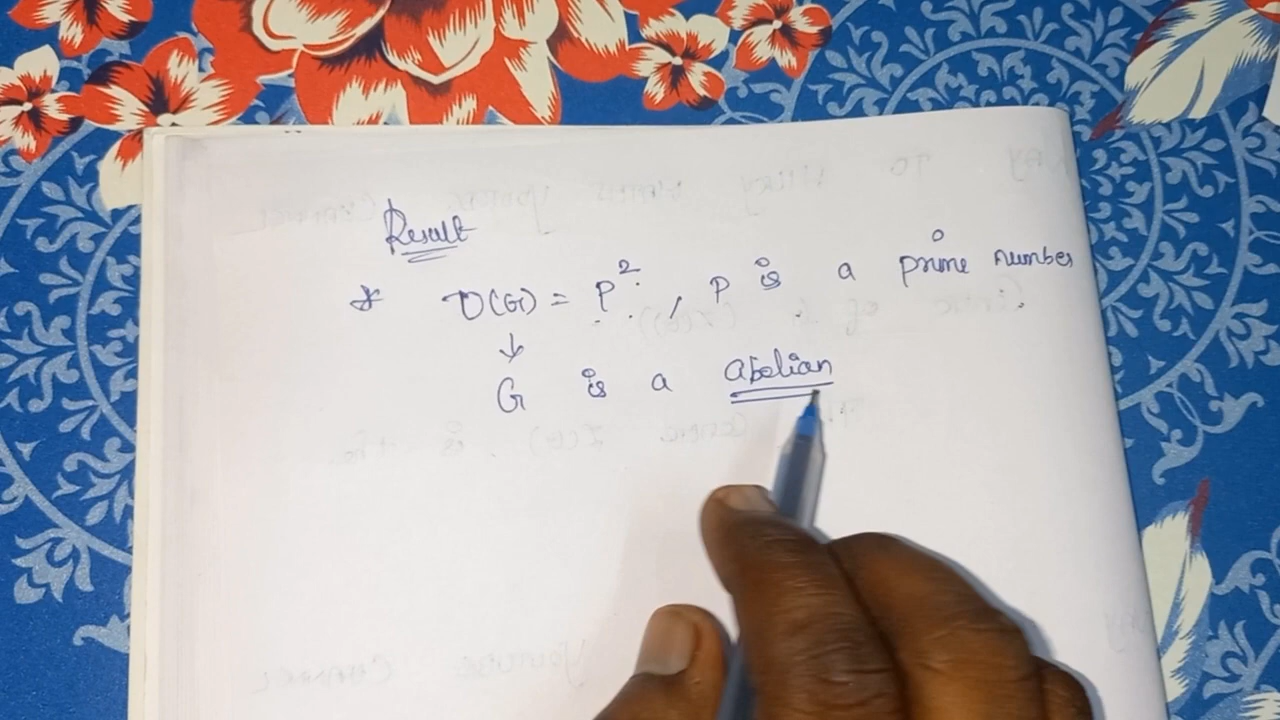 Result
* O(G) = p², p is a prime number.
↓
G is a abelian